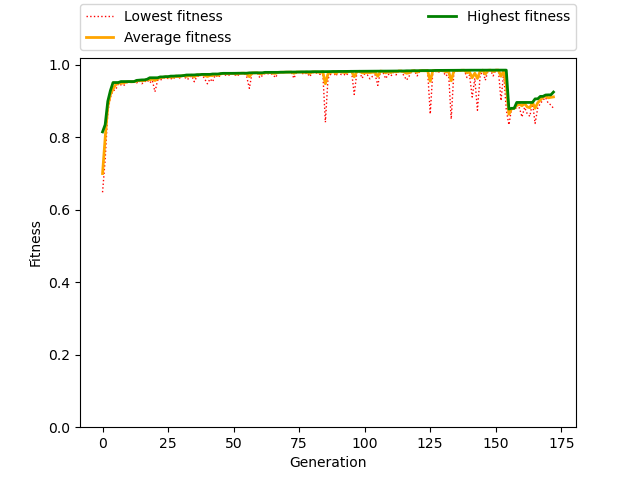 Lowest fitness
Average fitness
Highest fitness
1.0
0.8
0.6
0.4
0.2
0.0
Fitness
0 25 50 75 100 125 150 175
Generation